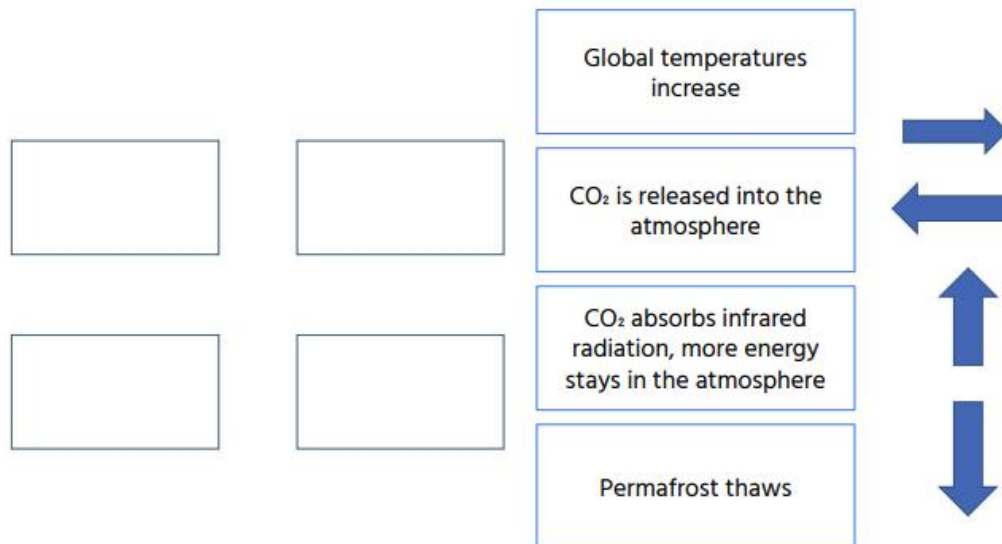 Global temperatures
increase
CO₂ is released into the
atmosphere
CO₂ absorbs infrared
radiation, more energy
stays in the atmosphere
Permafrost thaws